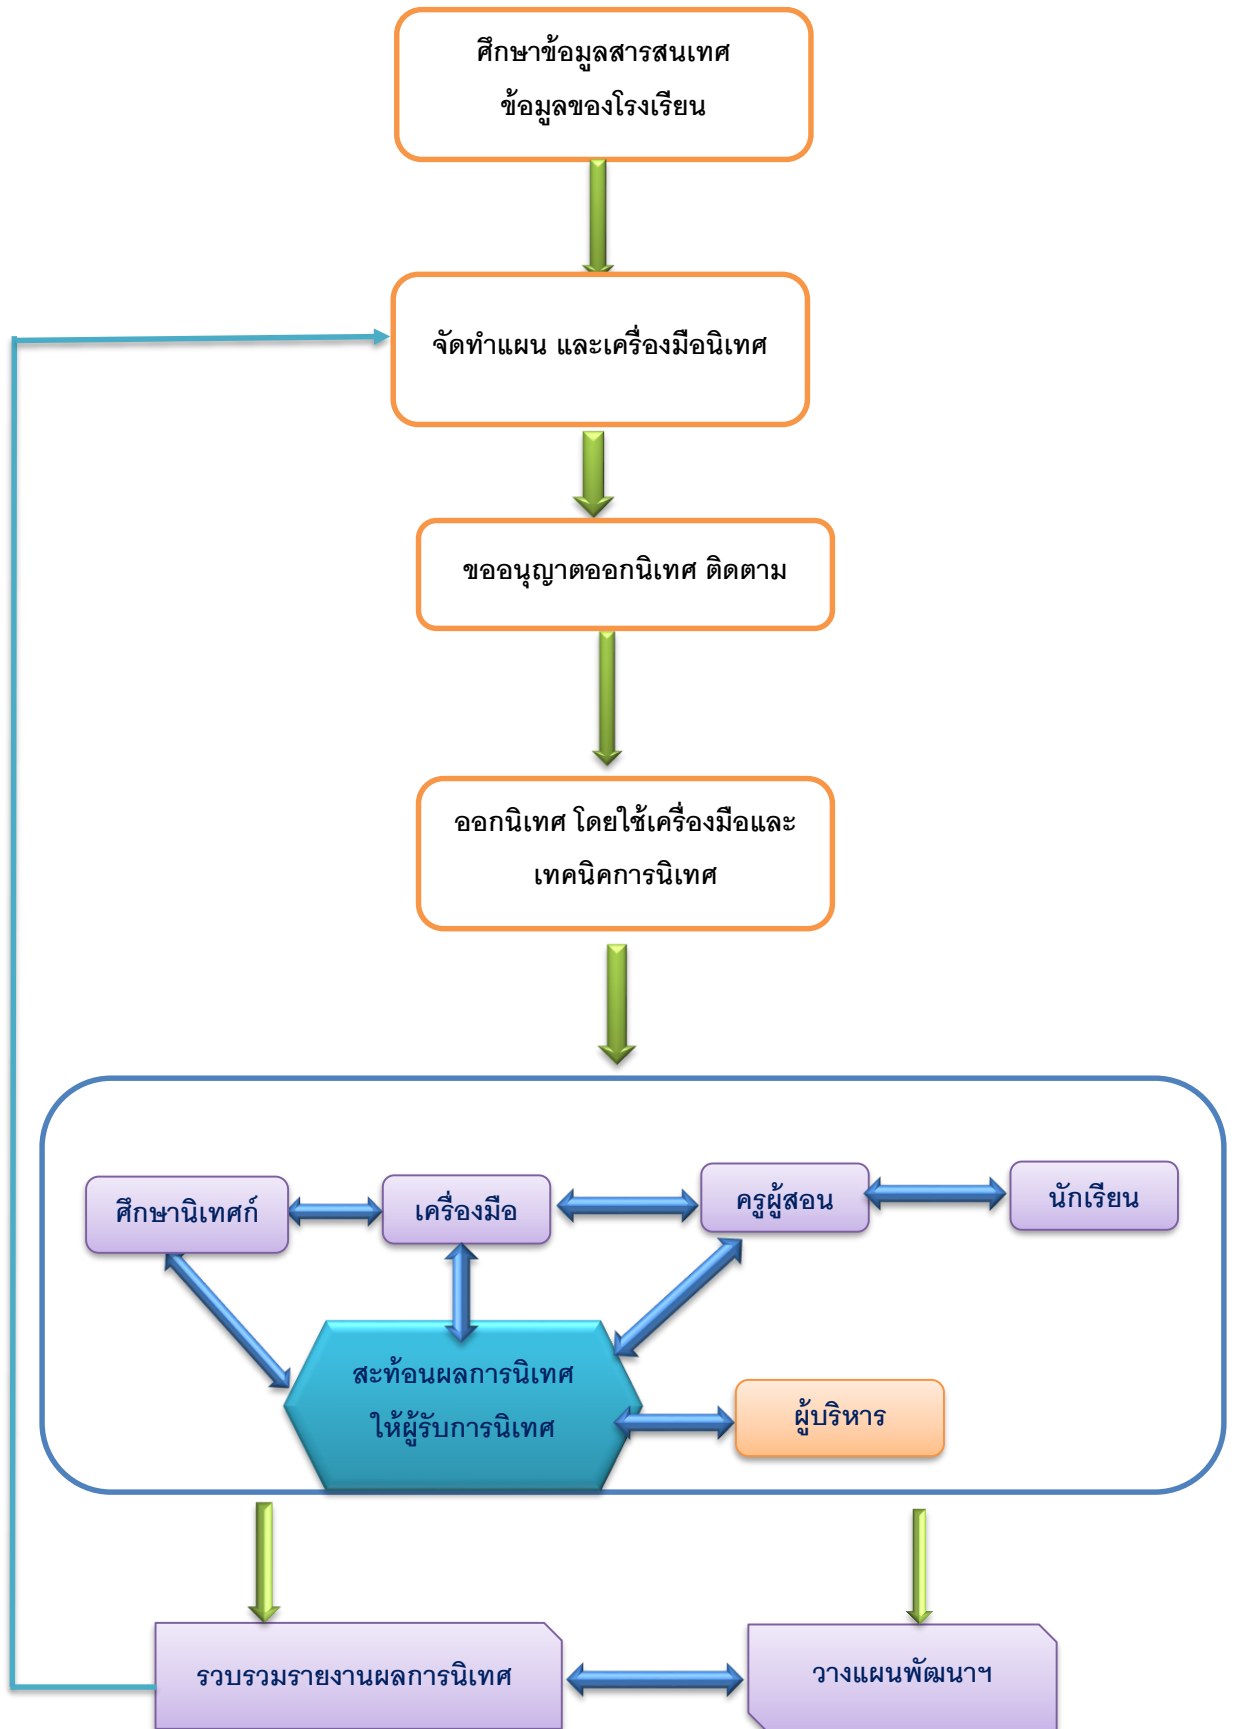 ศึกษาข้อมูลสารสนเทศ
ข้อมูลของโรงเรียน
จัดทำแผน และเครื่องมือนิเทศ
ขออนุญาตออกนิเทศ ติดตาม
ออกนิเทศ โดยใช้เครื่องมือและ
เทคนิคการนิเทศ
ศึกษานิเทศก์
เครื่องมือ
ครูผู้สอน
นักเรียน
สะท้อนผลการนิเทศ
ให้ผู้รับการนิเทศ
ผู้บริหาร
รวบรวมรายงานผลการนิเทศ
วางแผนพัฒนาฯ